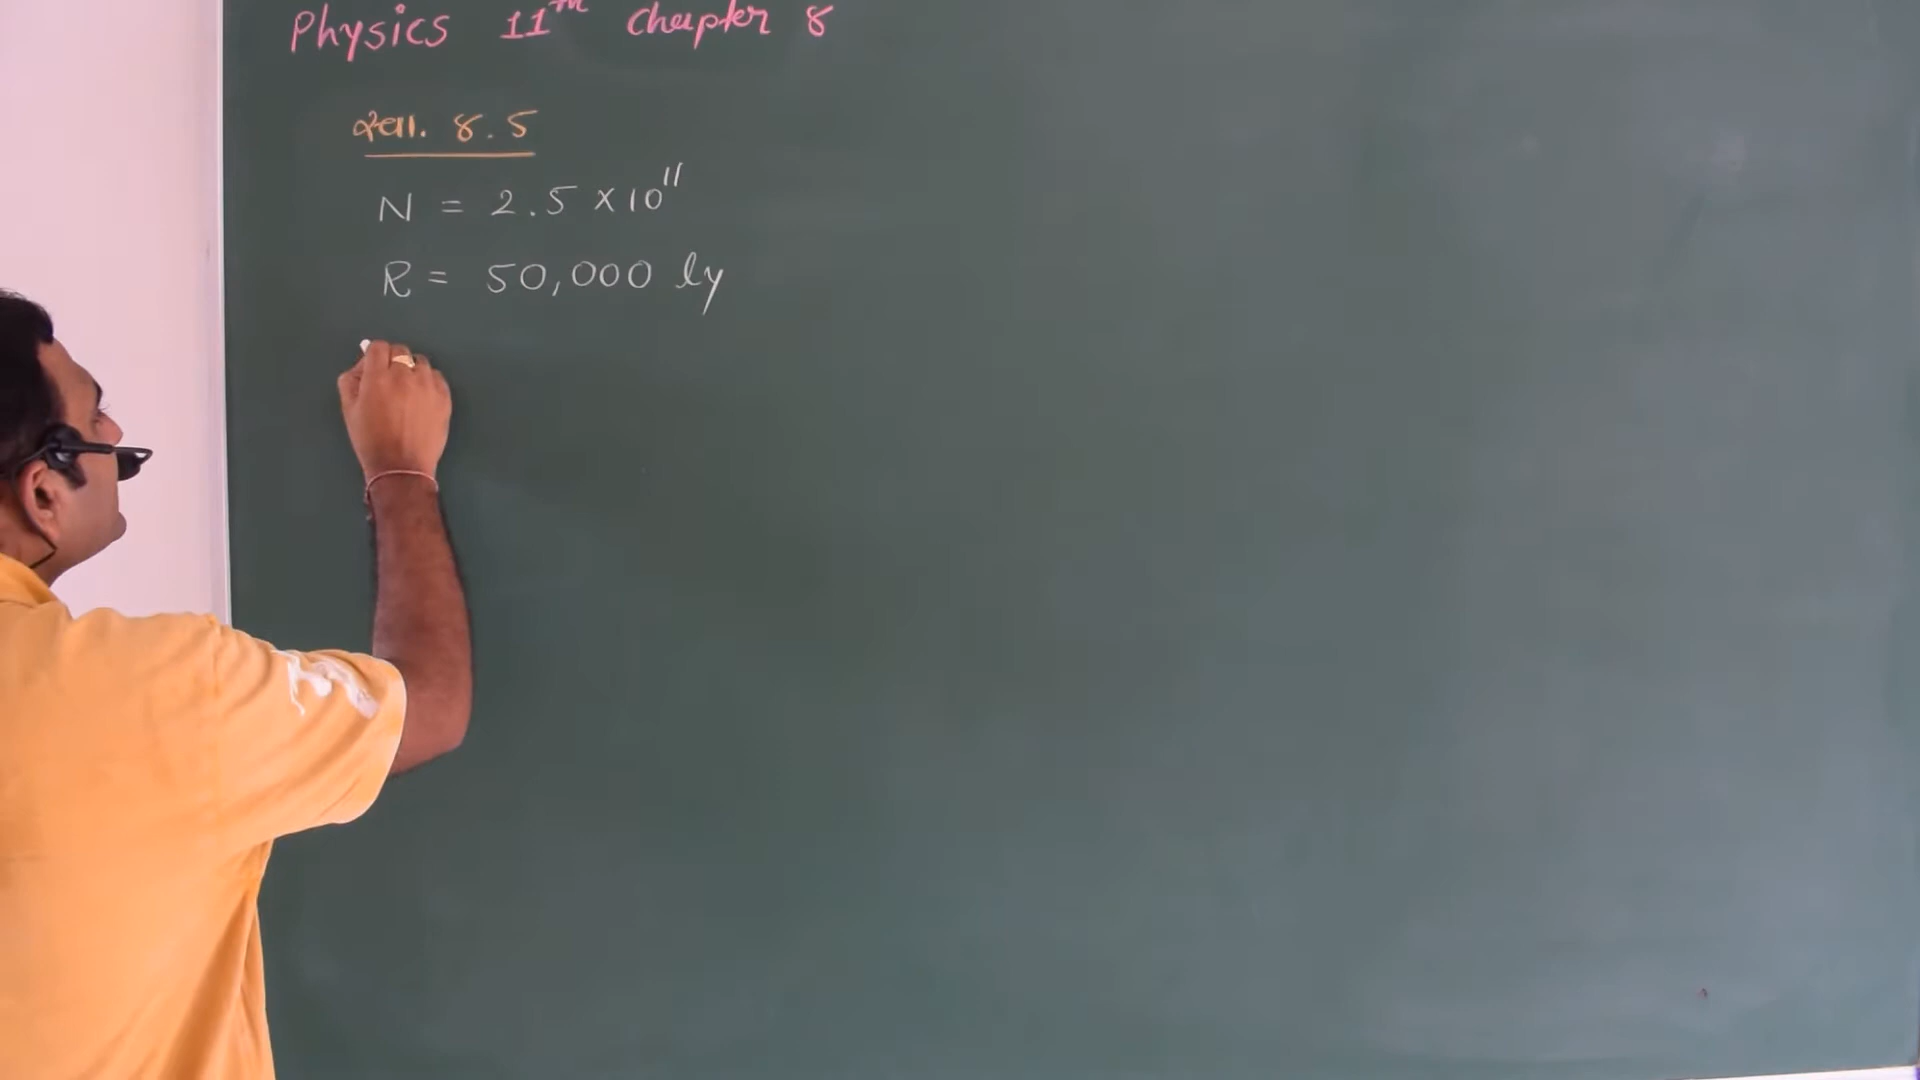 Physics 11th chapter 8
સ્વા. 8.5
N = 2.5 × 10¹¹
R = 50,000 ly